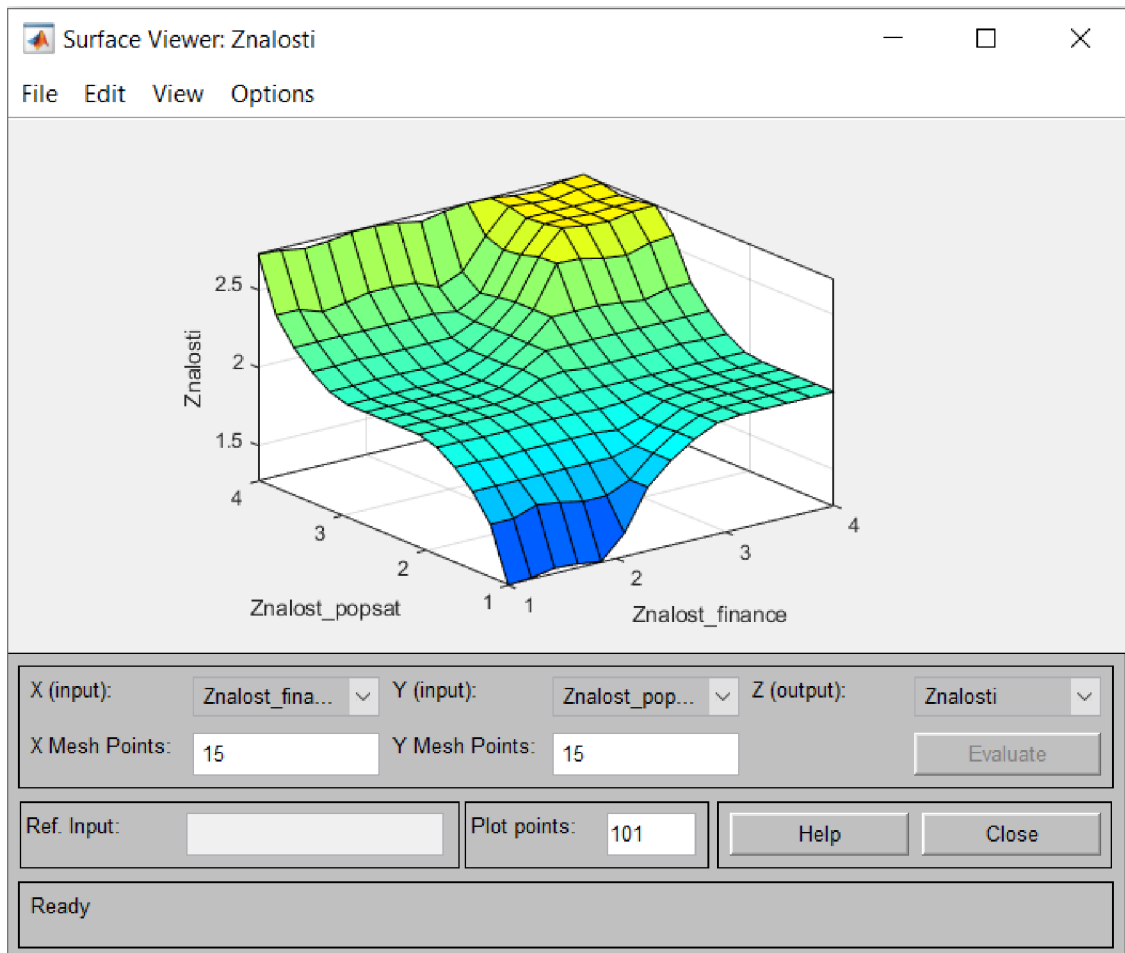 Surface Viewer: Znalosti
File Edit View Options
2.5
2
1.5
Znalosti
4
3
2
1
Znalost_popsat
1
2
3
4
Znalost_finance
X (input): Znalost_fina... Y (input): Znalost_pop... Z (output): Znalosti
X Mesh Points: 15 Y Mesh Points: 15 Evaluate
Ref. Input: Plot points: 101 Help Close
Ready